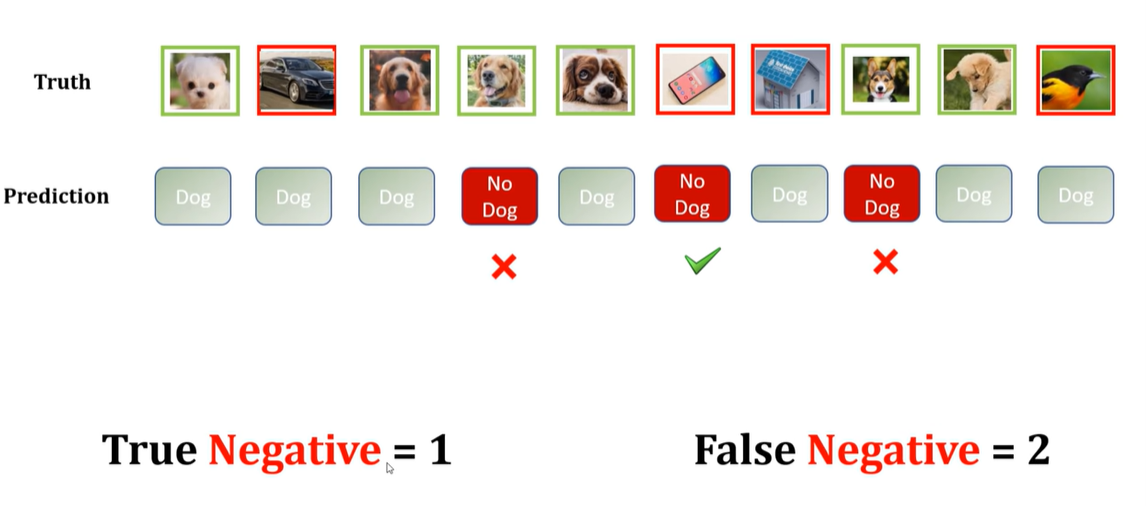 Truth
Prediction
Dog
Dog
Dog
No
Dog
Dog
No
Dog
Dog
No
Dog
Dog
Dog
True Negative = 1
False Negative = 2